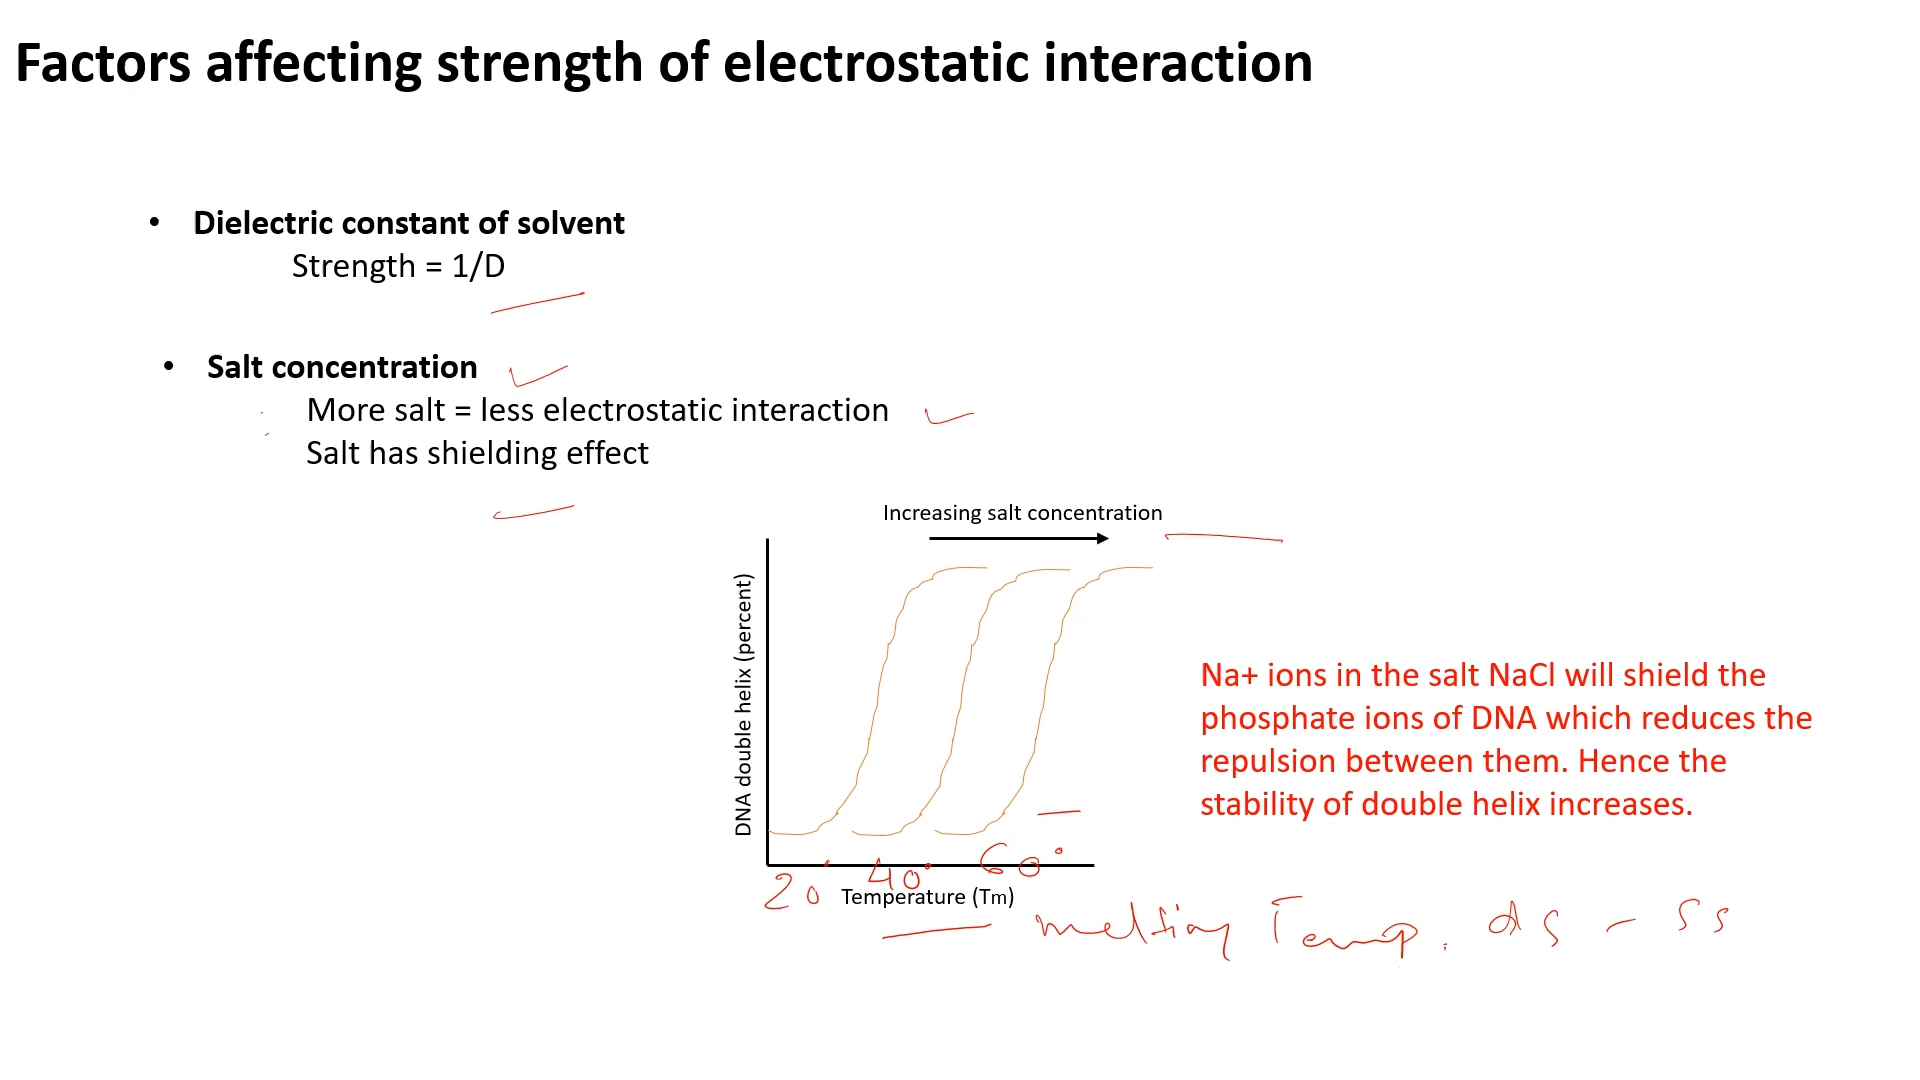 Factors affecting strength of electrostatic interaction
• Dielectric constant of solvent
Strength = 1/D
• Salt concentration
More salt = less electrostatic interaction
Salt has shielding effect
Increasing salt concentration
DNA double helix (percent)
Na+ ions in the salt NaCl will shield the
phosphate ions of DNA which reduces the
repulsion between them. Hence the
stability of double helix increases.
20° 40° 60°
Temperature (Tm)
melting Temp. ds - ss